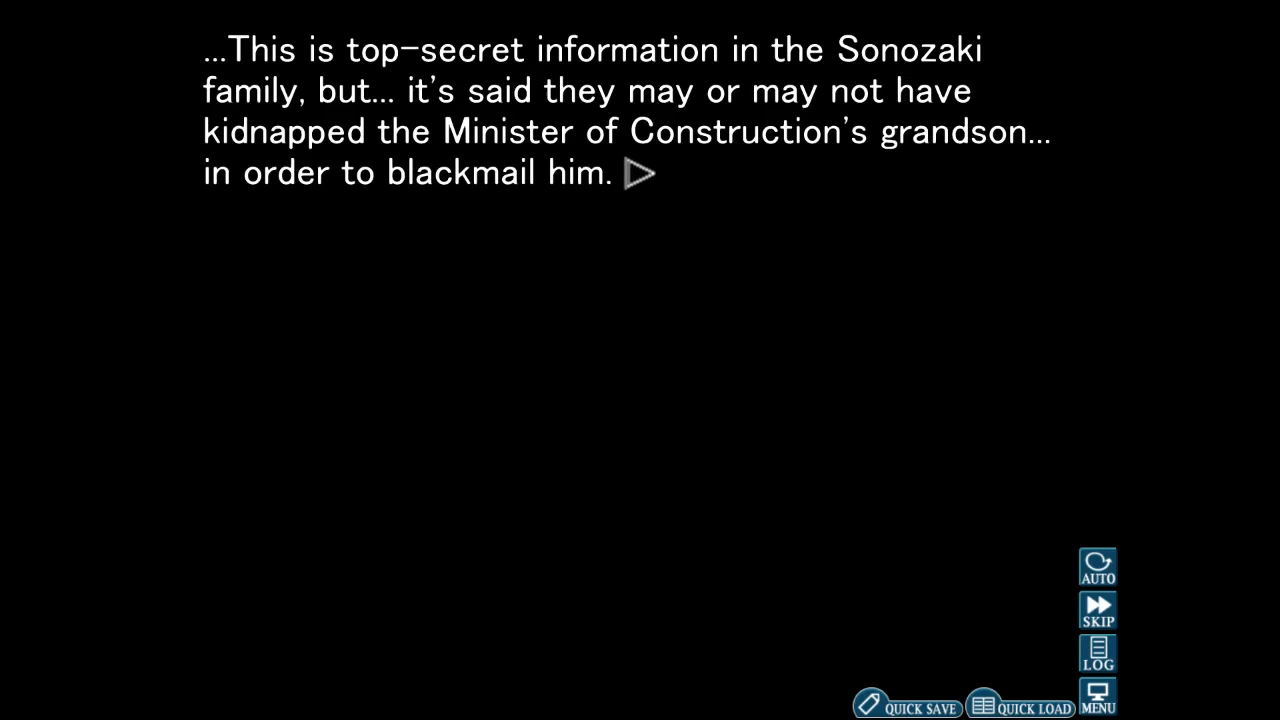 ...This is top-secret information in the Sonozaki
family, but... it's said they may or may not have
kidnapped the Minister of Construction's grandson...
in order to blackmail him.
AUTO
SKIP
LOG
QUICK SAVE QUICK LOAD MENU